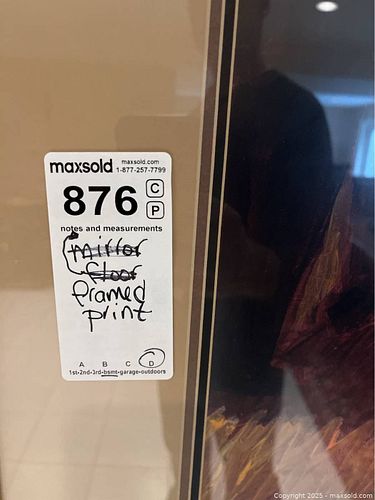 maxsold maxsold.com
1-877-257-7799
876 C
P
notes and measurements
mirror
floor
framed
print
A B C D
1st-2nd-3rd-bsmt-garage-outdoors
Copyright 2025 - maxsold.com